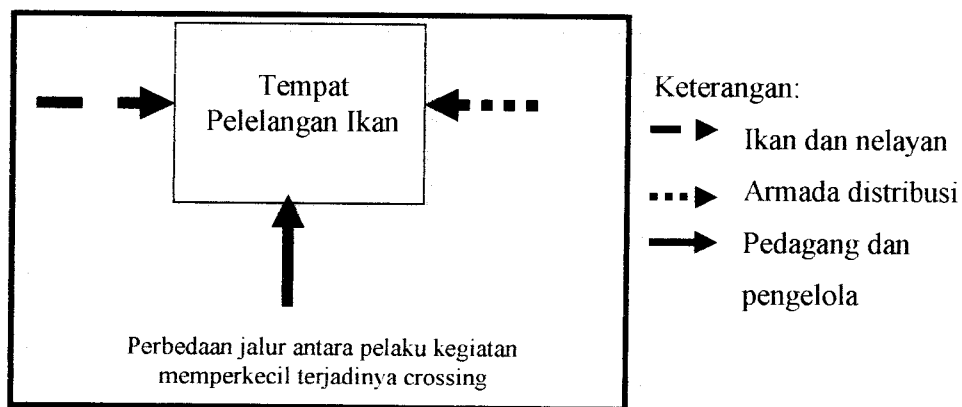 Tempat
Pelelangan Ikan
Perbedaan jalur antara pelaku kegiatan
memperkecil terjadinya crossing
Keterangan:
Ikan dan nelayan
Armada distribusi
Pedagang dan
pengelola